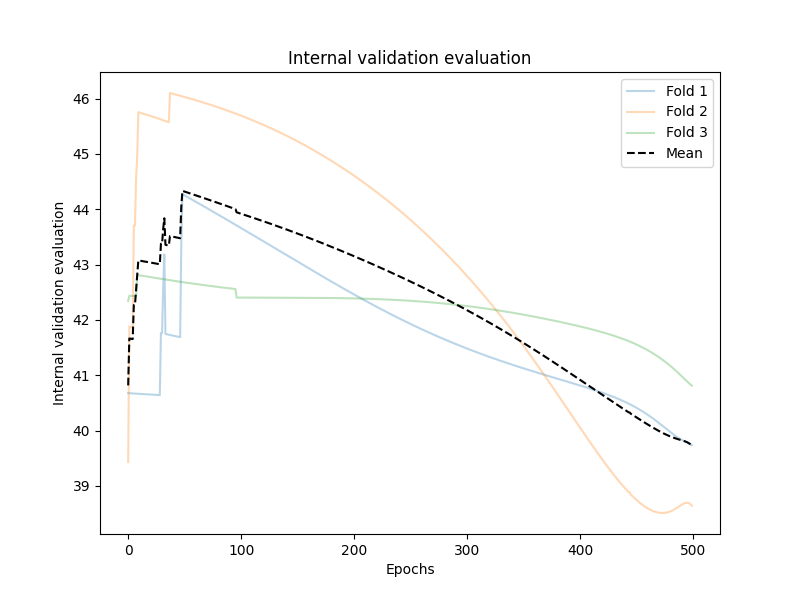 Internal validation evaluation
Fold 1
Fold 2
Fold 3
Mean
Internal validation evaluation
46
45
44
43
42
41
40
39
0 100 200 300 400 500
Epochs